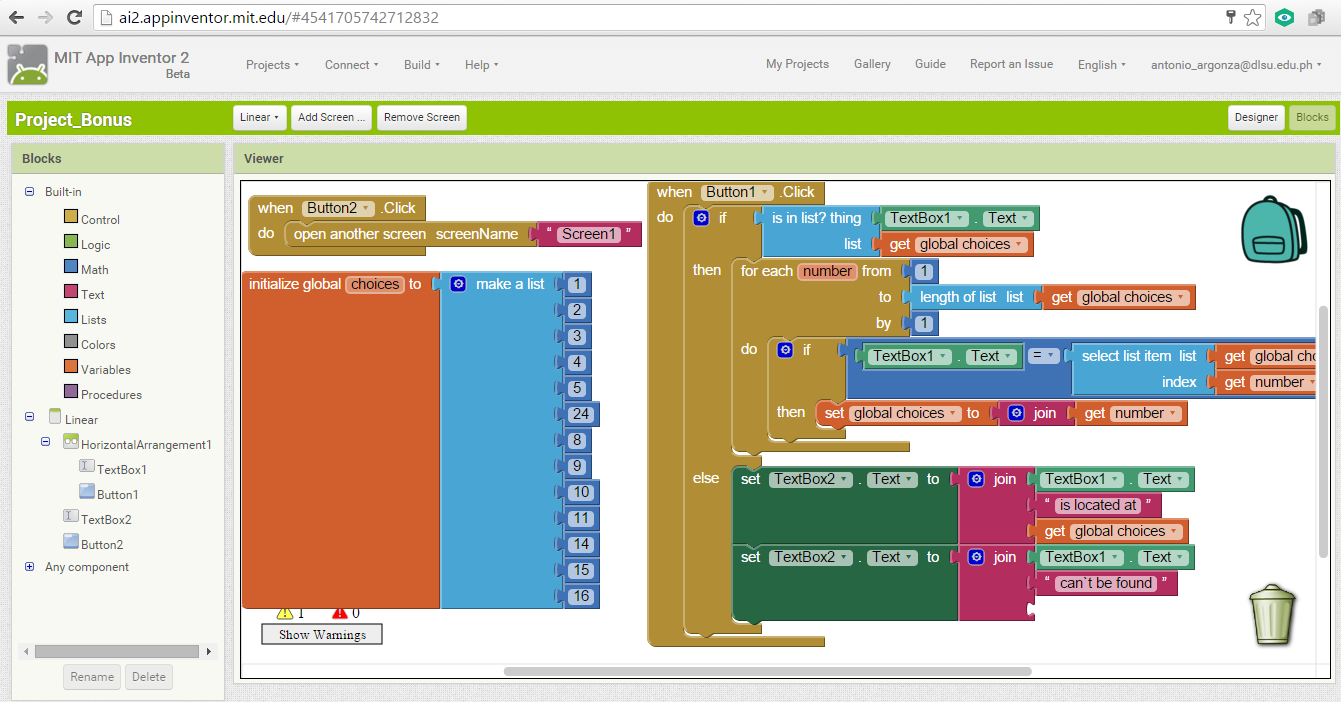 ai2.appinventor.mit.edu/#4541705742712832
MIT App Inventor 2
Beta
Projects
Connect
Build
Help
My Projects
Gallery
Guide
Report an Issue
English
antonio_argonza@dlsu.edu.ph
Project_Bonus
Linear
Add Screen ...
Remove Screen
Designer
Blocks
Blocks
Built-in
Control
Logic
Math
Text
Lists
Colors
Variables
Procedures
Linear
HorizontalArrangement1
TextBox1
Button1
TextBox2
Button2
Any component
Rename
Delete
Viewer
when Button2 .Click
do open another screen screenName " Screen1 "
initialize global choices to make a list 1
2
3
4
5
24
8
9
10
11
14
15
16
1 0
Show Warnings
when Button1 .Click
do if is in list? thing TextBox1 . Text
list get global choices
then for each number from 1
to length of list list get global choices
by 1
do if TextBox1 . Text = select list item list get global cho
index get number
then set global choices to join get number
else set TextBox2 . Text to join TextBox1 . Text
" is located at "
get global choices
set TextBox2 . Text to join TextBox1 . Text
" can`t be found "